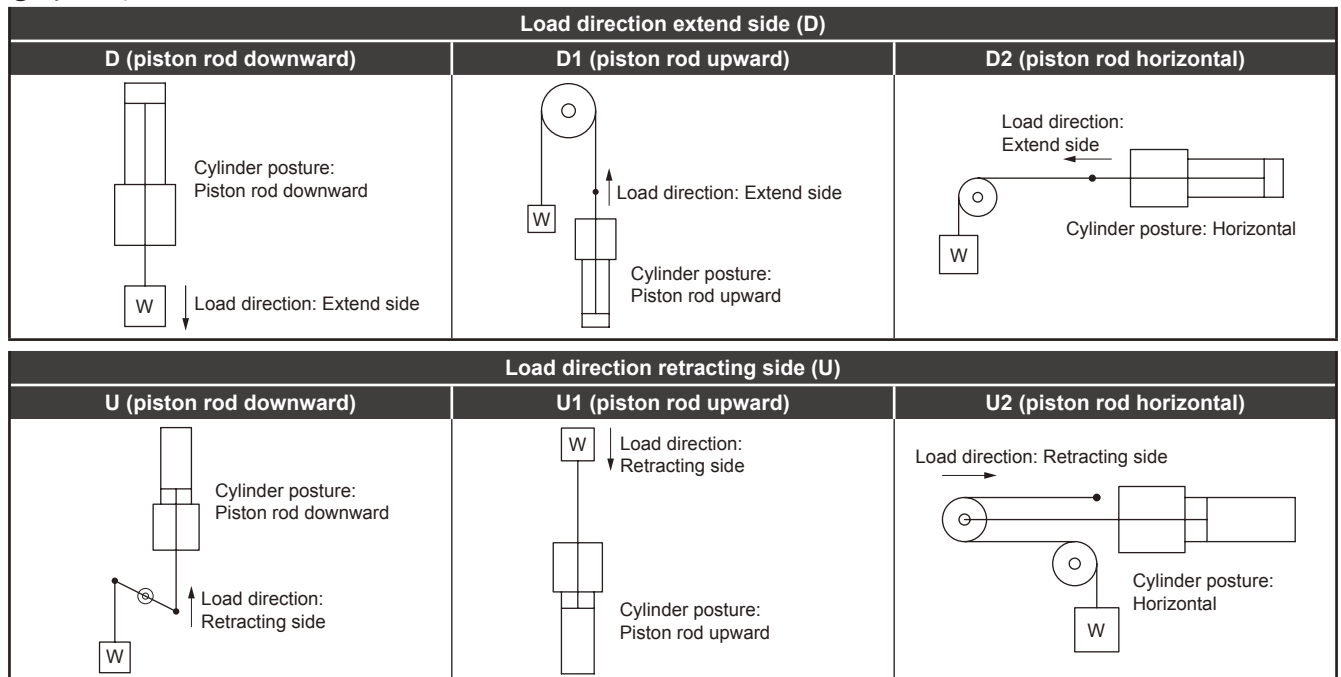 Load direction extend side (D)
D (piston rod downward)
D1 (piston rod upward)
D2 (piston rod horizontal)
Cylinder posture:
Piston rod downward
W
Load direction: Extend side
W
Load direction: Extend side
Cylinder posture:
Piston rod upward
Load direction:
Extend side
Cylinder posture: Horizontal
W
Load direction retracting side (U)
U (piston rod downward)
U1 (piston rod upward)
U2 (piston rod horizontal)
Cylinder posture:
Piston rod downward
Load direction:
Retracting side
W
W
Load direction:
Retracting side
Cylinder posture:
Piston rod upward
Load direction: Retracting side
Cylinder posture:
Horizontal
W